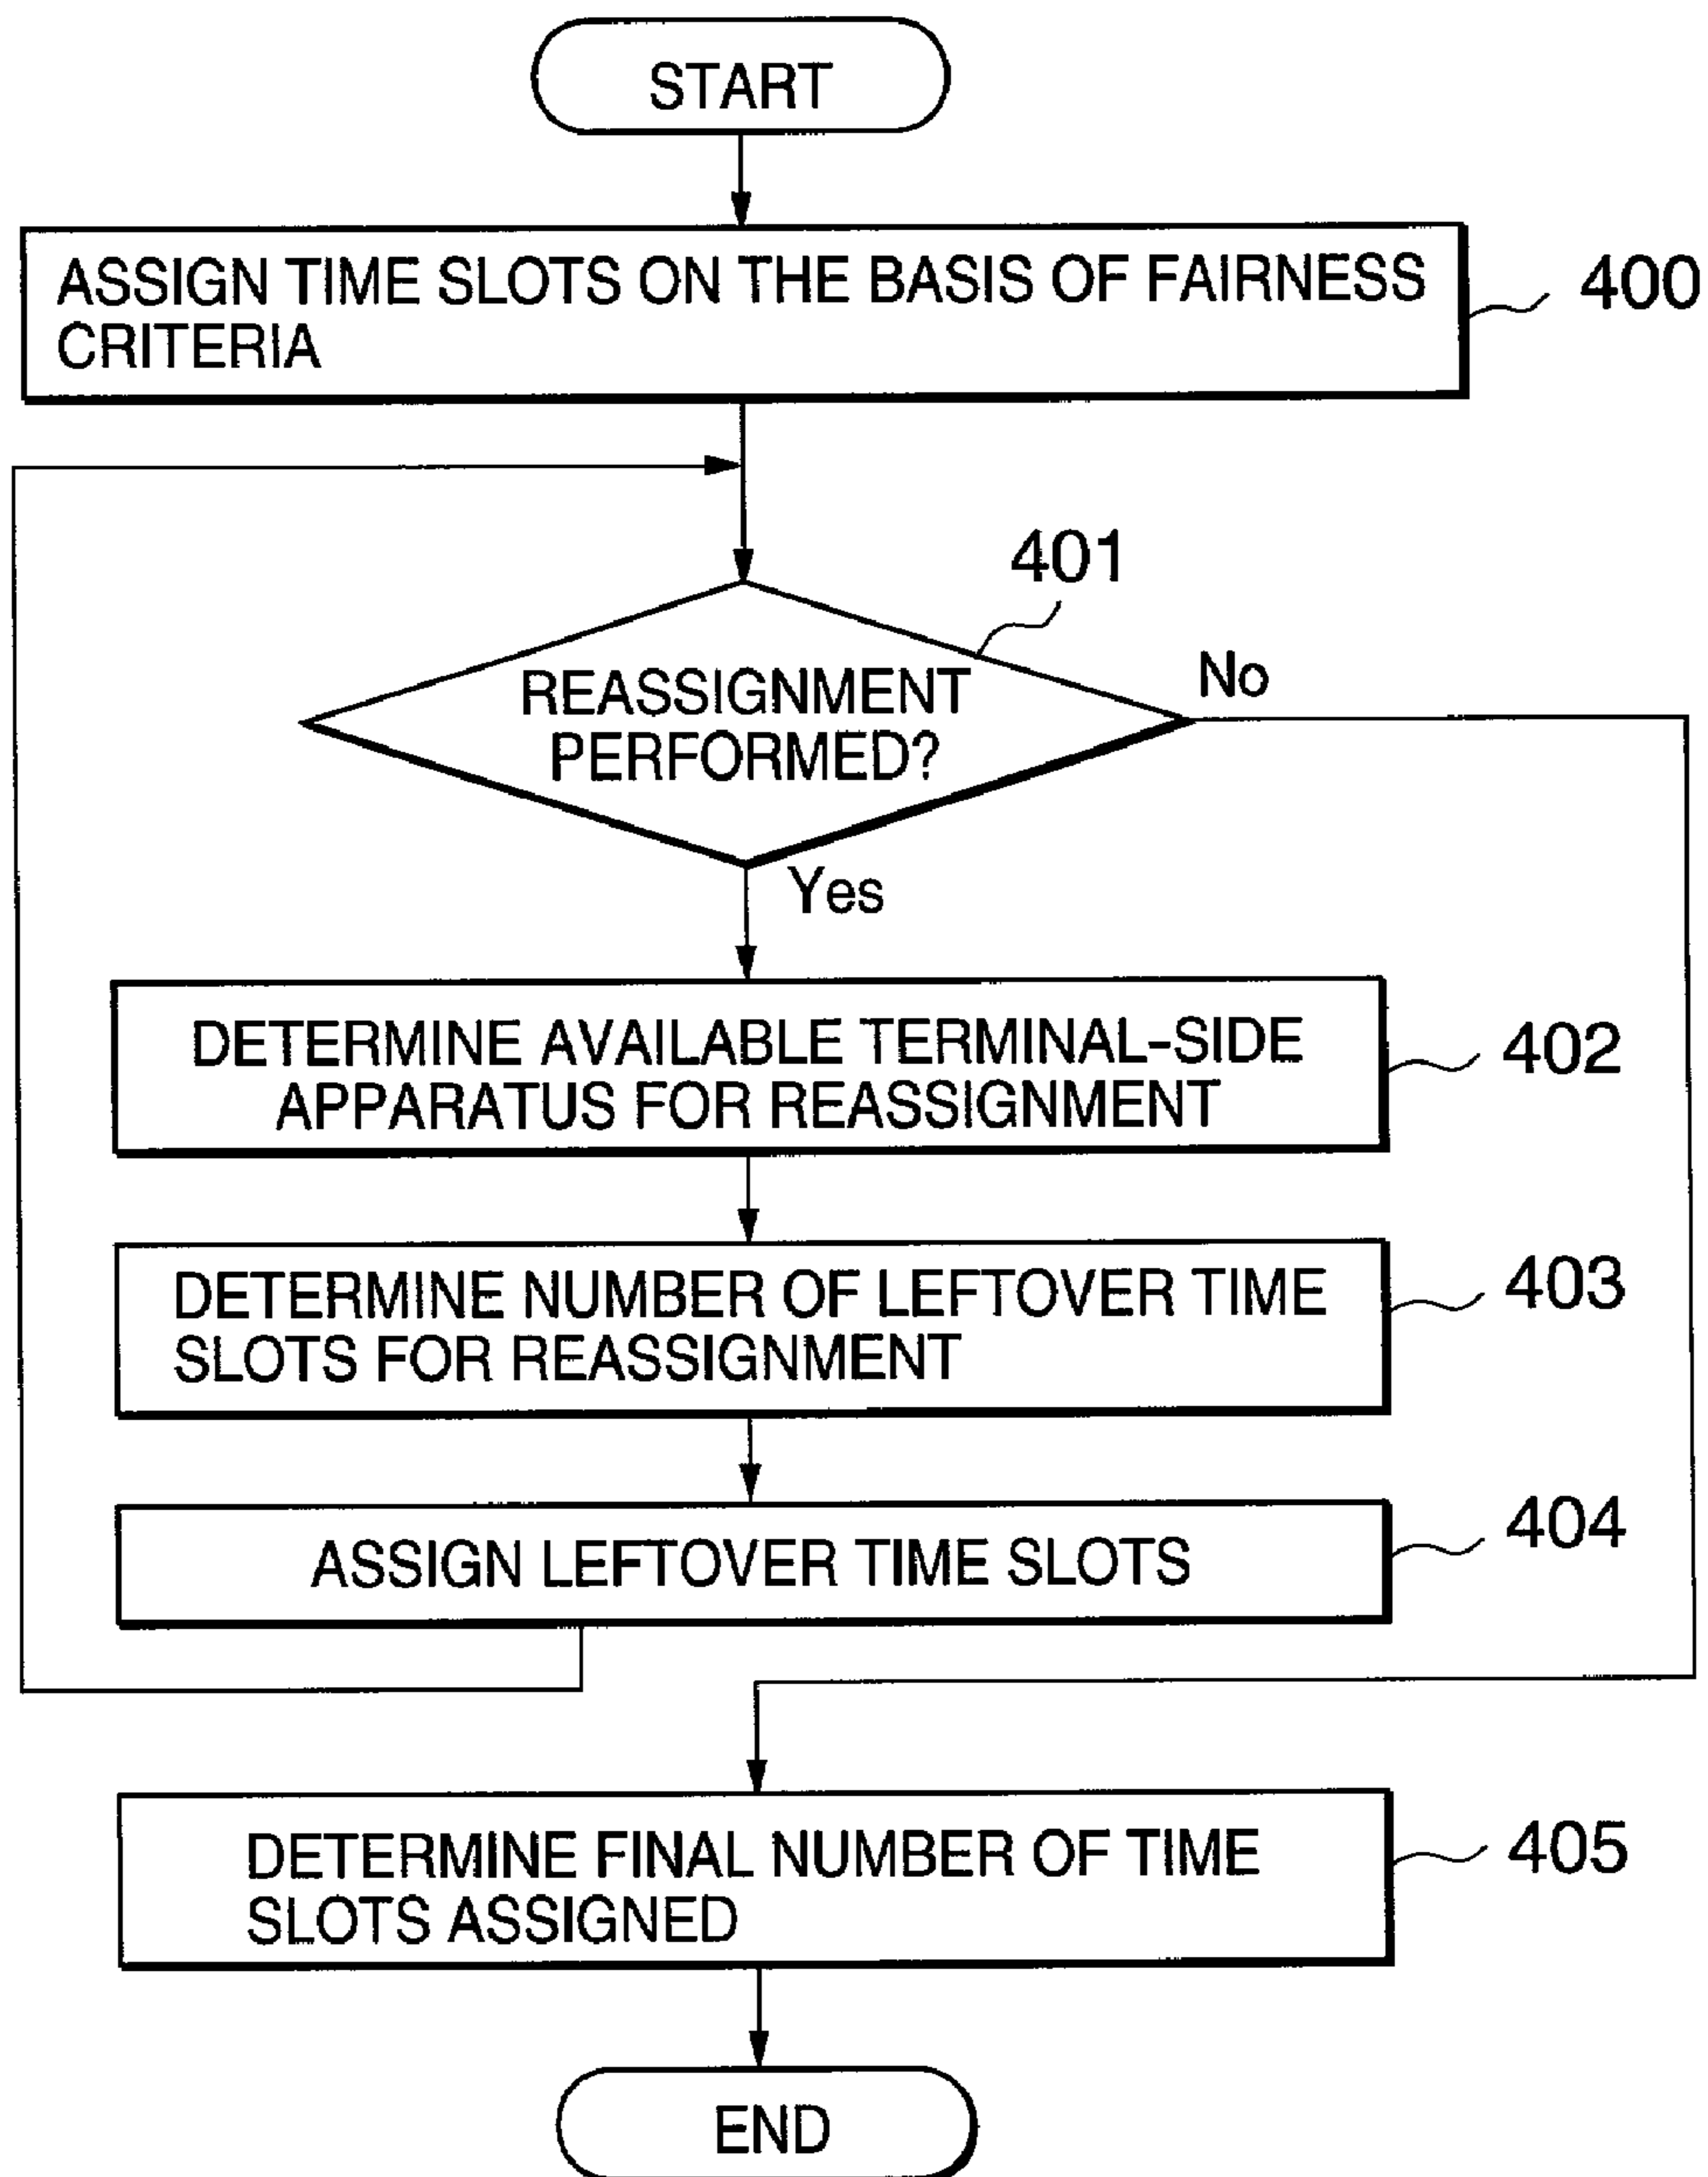 START
ASSIGN TIME SLOTS ON THE BASIS OF FAIRNESS
CRITERIA
400
401
REASSIGNMENT
PERFORMED?
No
Yes
DETERMINE AVAILABLE TERMINAL-SIDE
APPARATUS FOR REASSIGNMENT
402
DETERMINE NUMBER OF LEFTOVER TIME
SLOTS FOR REASSIGNMENT
403
ASSIGN LEFTOVER TIME SLOTS
404
DETERMINE FINAL NUMBER OF TIME
SLOTS ASSIGNED
405
END